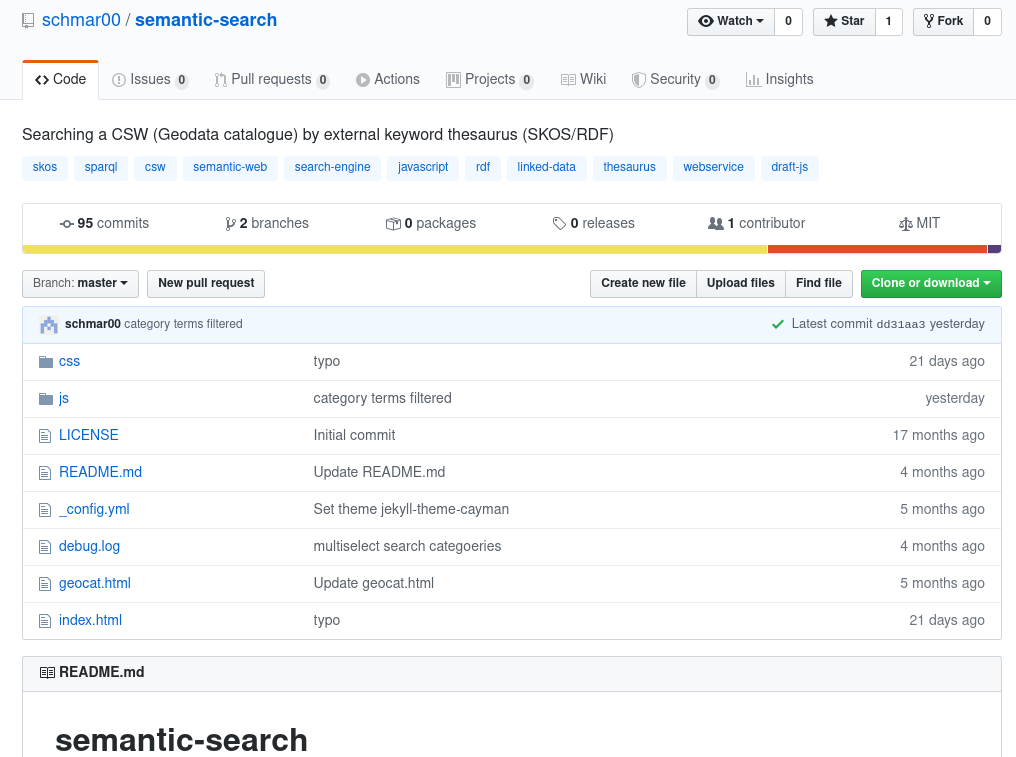 schmar00 / semantic-search Watch 0 Star 1 Fork 0
Code Issues 0 Pull requests 0 Actions Projects 0 Wiki Security 0 Insights
Searching a CSW (Geodata catalogue) by external keyword thesaurus (SKOS/RDF)
skos sparql csw semantic-web search-engine javascript rdf linked-data thesaurus webservice draft-js
95 commits 2 branches 0 packages 0 releases 1 contributor MIT
Branch: master New pull request Create new file Upload files Find file Clone or download
schmar00 category terms filtered Latest commit dd31aa3 yesterday
css typo 21 days ago
js category terms filtered yesterday
LICENSE Initial commit 17 months ago
README.md Update README.md 4 months ago
_config.yml Set theme jekyll-theme-cayman 5 months ago
debug.log multiselect search categoeries 4 months ago
geocat.html Update geocat.html 5 months ago
index.html typo 21 days ago
README.md
semantic-search